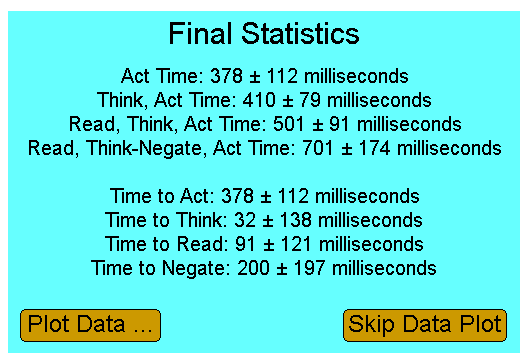 Final Statistics
Act Time: 378 ± 112 milliseconds
Think, Act Time: 410 ± 79 milliseconds
Read, Think, Act Time: 501 ± 91 milliseconds
Read, Think-Negate, Act Time: 701 ± 174 milliseconds
Time to Act: 378 ± 112 milliseconds
Time to Think: 32 ± 138 milliseconds
Time to Read: 91 ± 121 milliseconds
Time to Negate: 200 ± 197 milliseconds
Plot Data ...
Skip Data Plot